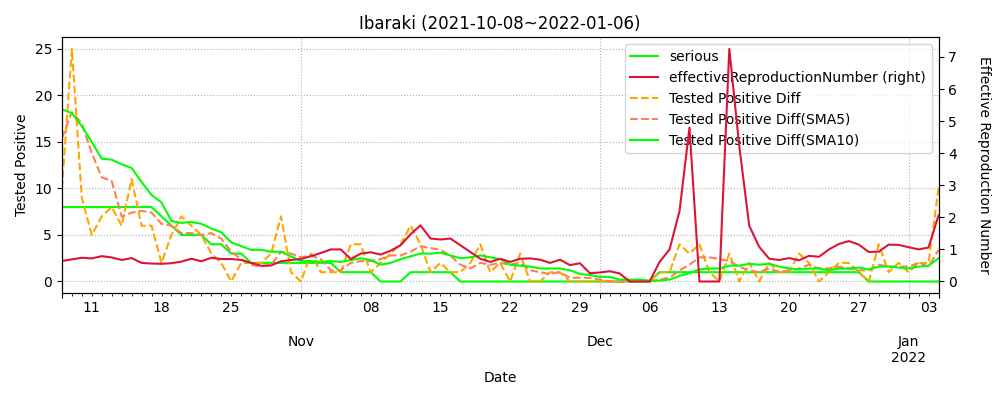 Ibaraki (2021-10-08~2022-01-06)
serious
effectiveReproductionNumber (right)
Tested Positive Diff
Tested Positive Diff(SMA5)
Tested Positive Diff(SMA10)
Tested Positive
25
20
15
10
5
0
7
6
5
4
3
2
1
0
Effective Reproduction Number
11 18 25 08 15 22 29 06 13 20 27 03
Nov Dec Jan
2022
Date